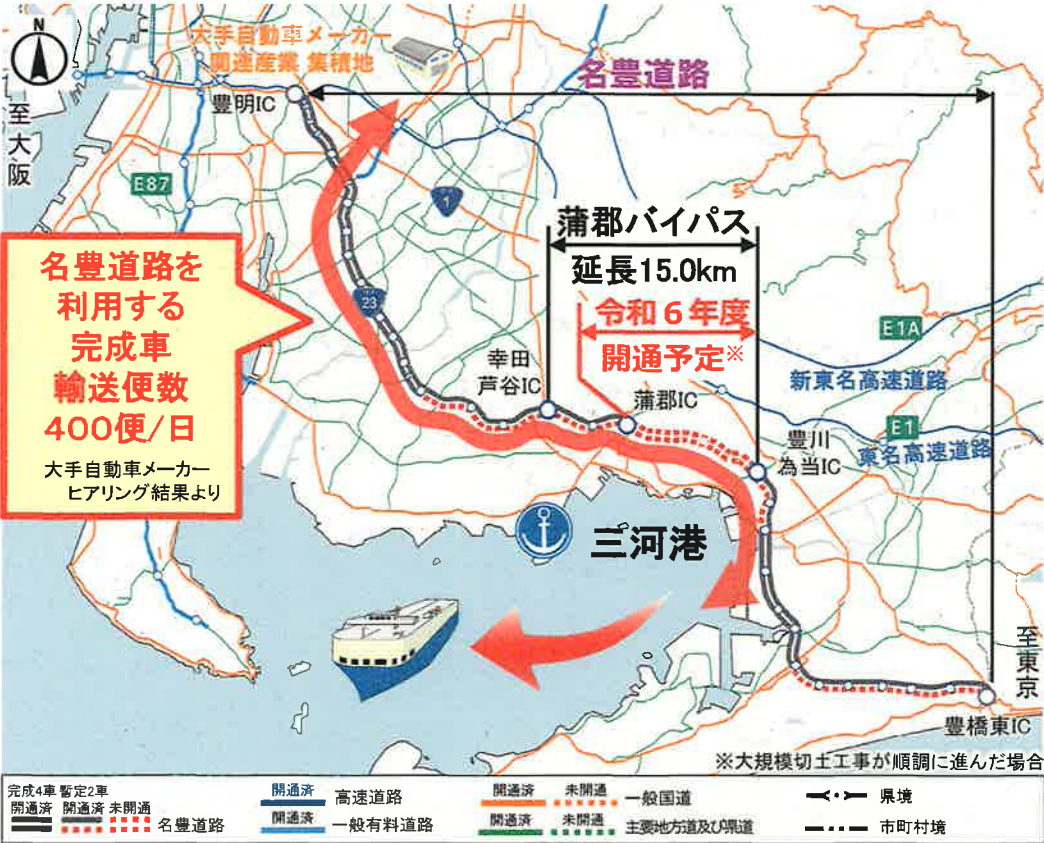 N
大手自動車メーカー
関連産業 集積地
名豊道路
至大阪
豊明IC
E87
1
蒲郡バイパス
延長15.0km
令和6年度
開通予定※
名豊道路を
利用する
完成車
輸送便数
400便/日
大手自動車メーカー
ヒアリング結果より
23
E1A
新東名高速道路
幸田
芦谷IC
蒲郡IC
E1
東名高速道路
豊川
為当IC
三河港
至東京
豊橋東IC
※大規模切土工事が順調に進んだ場合
完成4車 暫定2車
開通済 開通済 未開通
名豊道路
開通済 高速道路
開通済 一般有料道路
開通済 未開通 一般国道
開通済 未開通 主要地方道及び県道
県境
市町村境